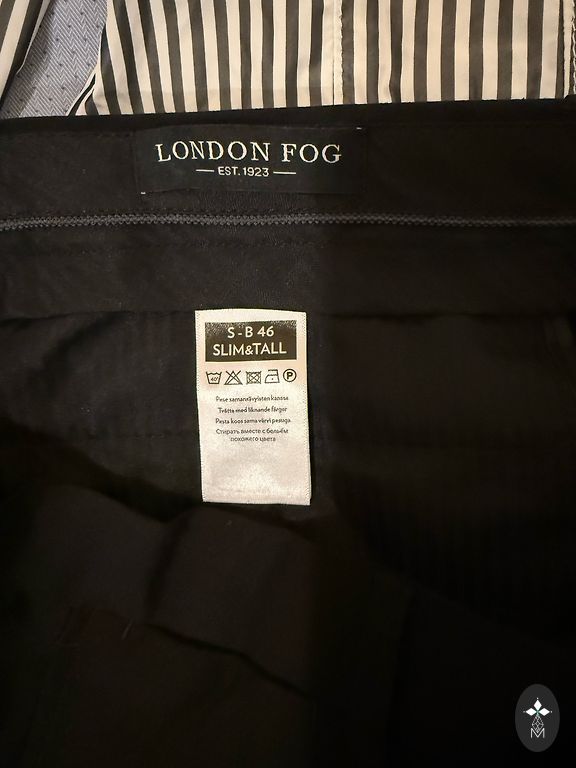 LONDON FOG
EST. 1923
S-B 46
SLIM&TALL
40°
P
Pese samanvävyisten kanssa
Tvätta med liknande färger
Pesta koos sama värvi pesuga
Стирать вместе с бельём
похожего цвета
M